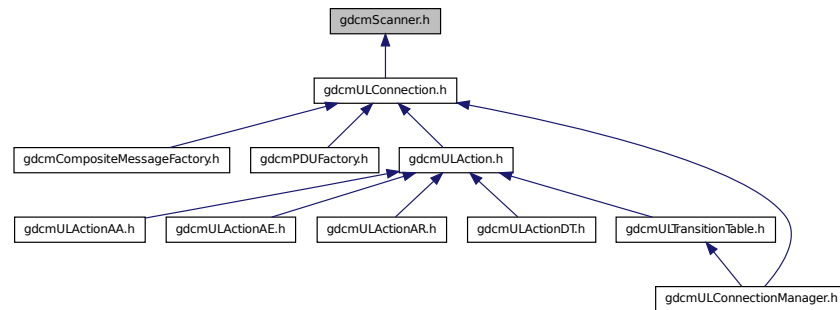 gdcmScanner.h
gdcmULConnection.h
gdcmCompositeMessageFactory.h
gdcmPDUFactory.h
gdcmULAction.h
gdcmULActionAA.h
gdcmULActionAE.h
gdcmULActionAR.h
gdcmULActionDT.h
gdcmULTransitionTable.h
gdcmULConnectionManager.h